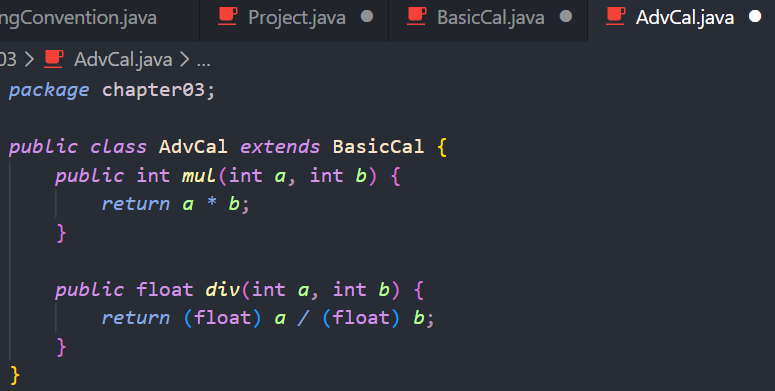 ngConvention.java Project.java BasicCal.java AdvCal.java
03 > AdvCal.java > ...
package chapter03;
public class AdvCal extends BasicCal {
    public int mul(int a, int b) {
        return a * b;
    }
    public float div(int a, int b) {
        return (float) a / (float) b;
    }
}